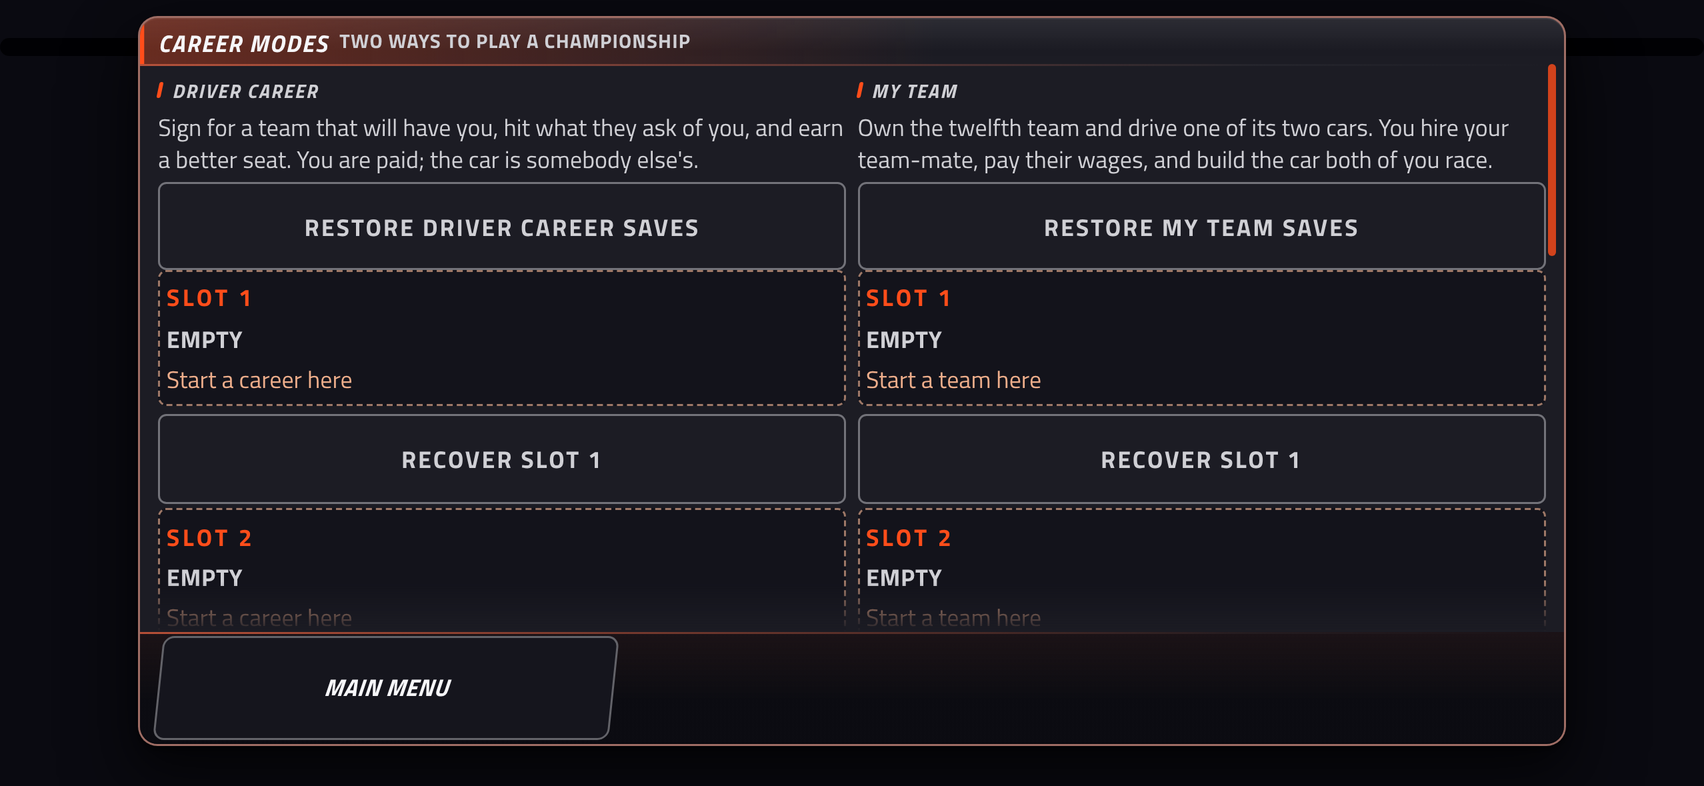 CAREER MODES TWO WAYS TO PLAY A CHAMPIONSHIP
DRIVER CAREER
Sign for a team that will have you, hit what they ask of you, and earn
a better seat. You are paid; the car is somebody else's.
RESTORE DRIVER CAREER SAVES
SLOT 1
EMPTY
Start a career here
RECOVER SLOT 1
SLOT 2
EMPTY
Start a career here
MY TEAM
Own the twelfth team and drive one of its two cars. You hire your
team-mate, pay their wages, and build the car both of you race.
RESTORE MY TEAM SAVES
SLOT 1
EMPTY
Start a team here
RECOVER SLOT 1
SLOT 2
EMPTY
Start a team here
MAIN MENU